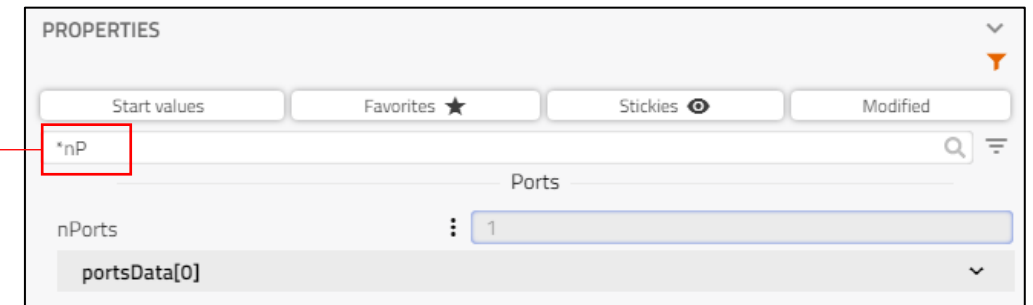 PROPERTIES
Start values Favorites Stickies Modified
*nP
Ports
nPorts 1
portsData[0]